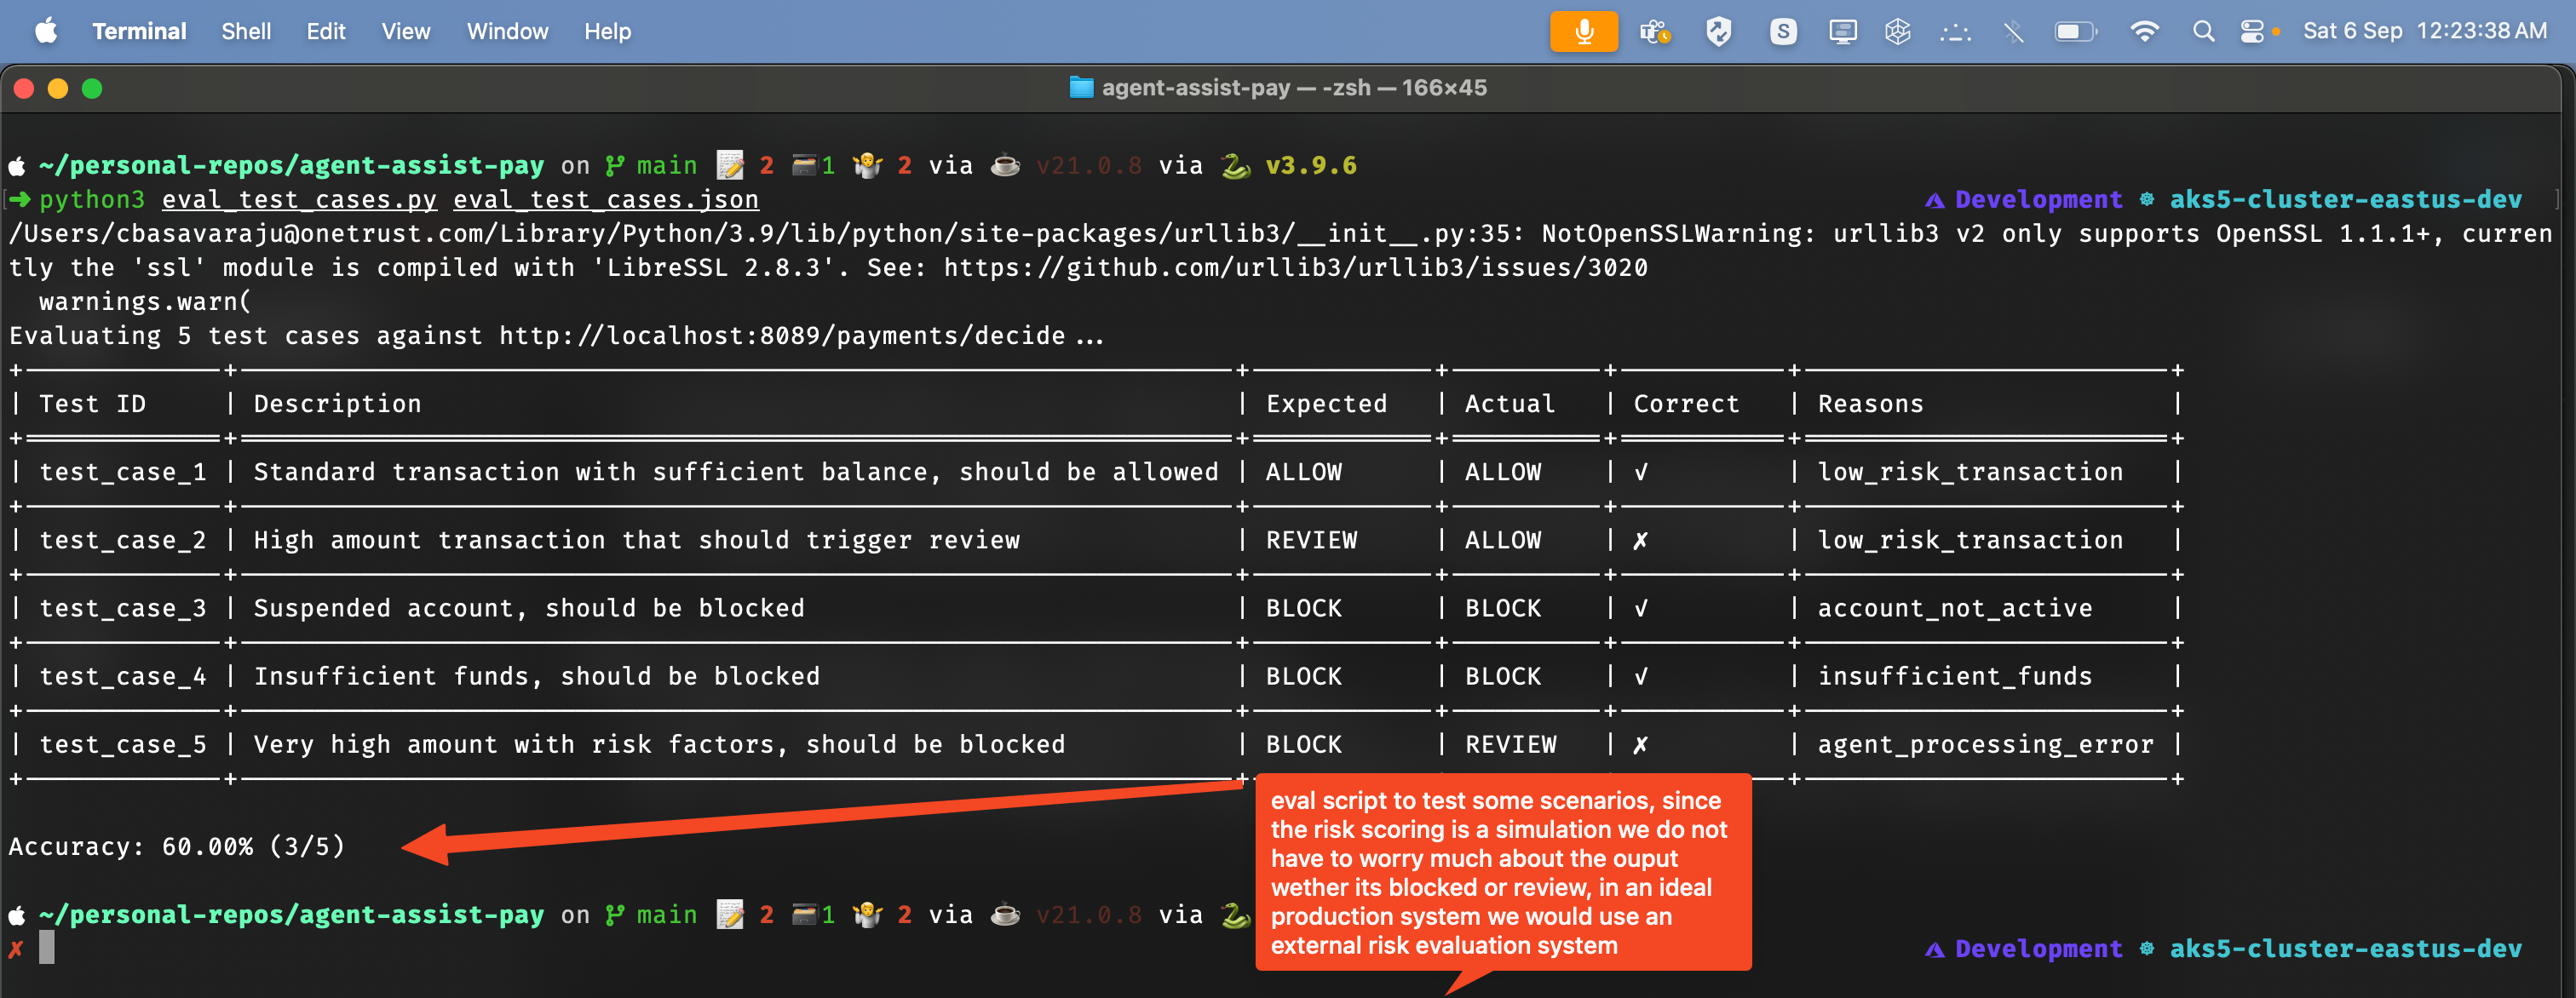 Terminal Shell Edit View Window Help S Sat 6 Sep 12:23:38 AM
agent-assist-pay — -zsh — 166×45
~/personal-repos/agent-assist-pay on main 2 1 2 via v21.0.8 via v3.9.6
➜ python3 eval_test_cases.py eval_test_cases.json Development aks5-cluster-eastus-dev
/Users/cbasavaraju@onetrust.com/Library/Python/3.9/lib/python/site-packages/urllib3/__init__.py:35: NotOpenSSLWarning: urllib3 v2 only supports OpenSSL 1.1.1+, curren
tly the 'ssl' module is compiled with 'LibreSSL 2.8.3'. See: https://github.com/urllib3/urllib3/issues/3020
warnings.warn(
Evaluating 5 test cases against http://localhost:8089/payments/decide...
| Test ID | Description | Expected | Actual | Correct | Reasons |
| test_case_1 | Standard transaction with sufficient balance, should be allowed | ALLOW | ALLOW | √ | low_risk_transaction |
| test_case_2 | High amount transaction that should trigger review | REVIEW | ALLOW | ✗ | low_risk_transaction |
| test_case_3 | Suspended account, should be blocked | BLOCK | BLOCK | √ | account_not_active |
| test_case_4 | Insufficient funds, should be blocked | BLOCK | BLOCK | √ | insufficient_funds |
| test_case_5 | Very high amount with risk factors, should be blocked | BLOCK | REVIEW | ✗ | agent_processing_error |
eval script to test some scenarios, since
the risk scoring is a simulation we do not
have to worry much about the ouput
wether its blocked or review, in an ideal
production system we would use an
external risk evaluation system
Accuracy: 60.00% (3/5)
~/personal-repos/agent-assist-pay on main 2 1 2 via v21.0.8 via
✗ Development aks5-cluster-eastus-dev